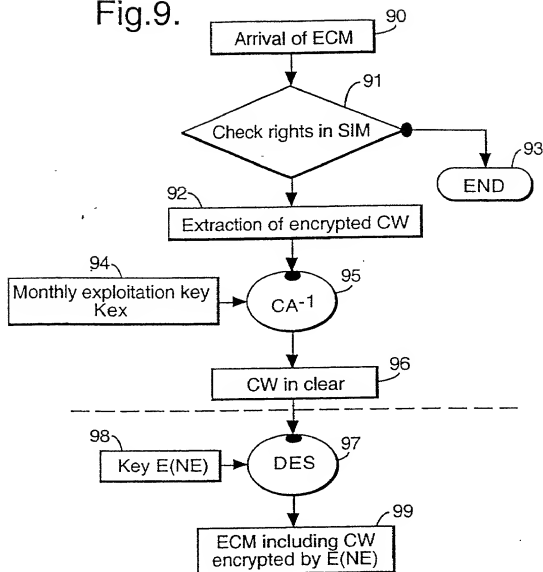 Fig.9.
90
Arrival of ECM
91
Check rights in SIM
93
END
92
Extraction of encrypted CW
94
Monthly exploitation key
Kex
95
CA-1
96
CW in clear
98
Key E(NE)
97
DES
99
ECM including CW
encrypted by E(NE)